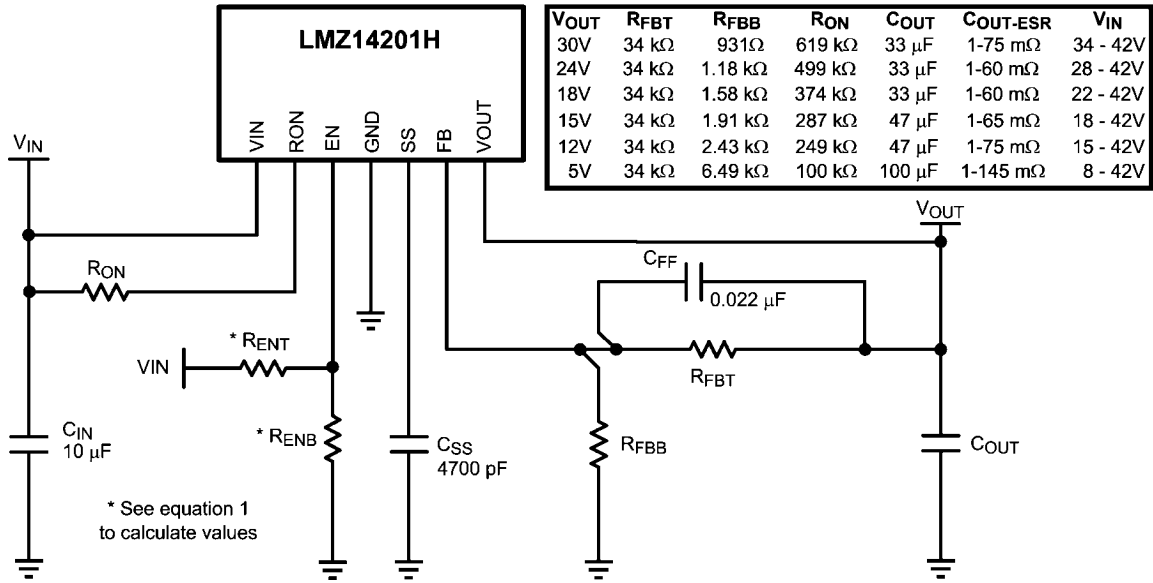 LMZ14201H
VIN RON EN GND SS FB VOUT
VOUT RFBT RFBB RON COUT COUT-ESR VIN
30V 34 kΩ 931Ω 619 kΩ 33 μF 1-75 mΩ 34 - 42V
24V 34 kΩ 1.18 kΩ 499 kΩ 33 μF 1-60 mΩ 28 - 42V
18V 34 kΩ 1.58 kΩ 374 kΩ 33 μF 1-60 mΩ 22 - 42V
15V 34 kΩ 1.91 kΩ 287 kΩ 47 μF 1-65 mΩ 18 - 42V
12V 34 kΩ 2.43 kΩ 249 kΩ 47 μF 1-75 mΩ 15 - 42V
5V 34 kΩ 6.49 kΩ 100 kΩ 100 μF 1-145 mΩ 8 - 42V
VIN
VOUT
RON
CFF
0.022 μF
* RENT
VIN
RFBT
* RENB
CIN
10 μF
CSS
4700 pF
RFBB
COUT
* See equation 1
to calculate values